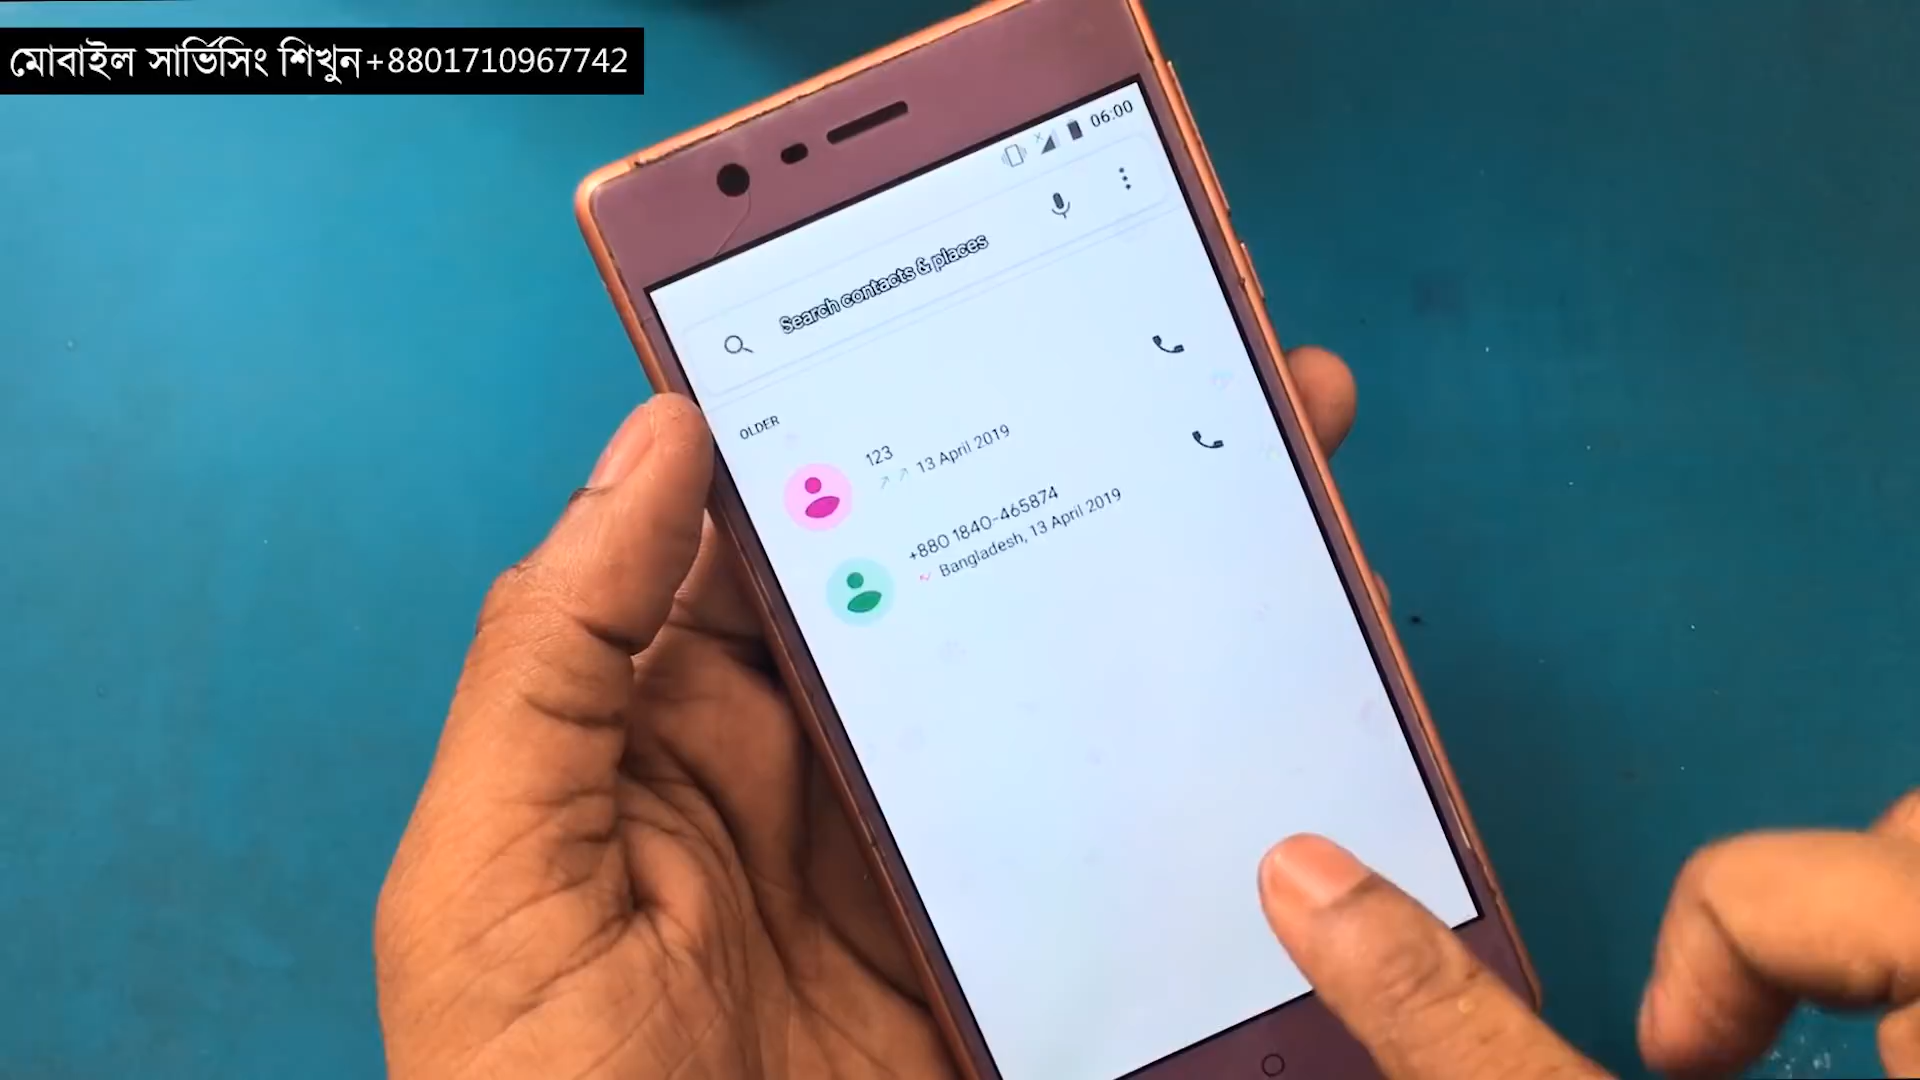 মোবাইল সার্ভিসিং শিখুন+8801710967742
06:00
Search contacts & places
OLDER
123
13 April 2019
+880 1840-465874
Bangladesh, 13 April 2019